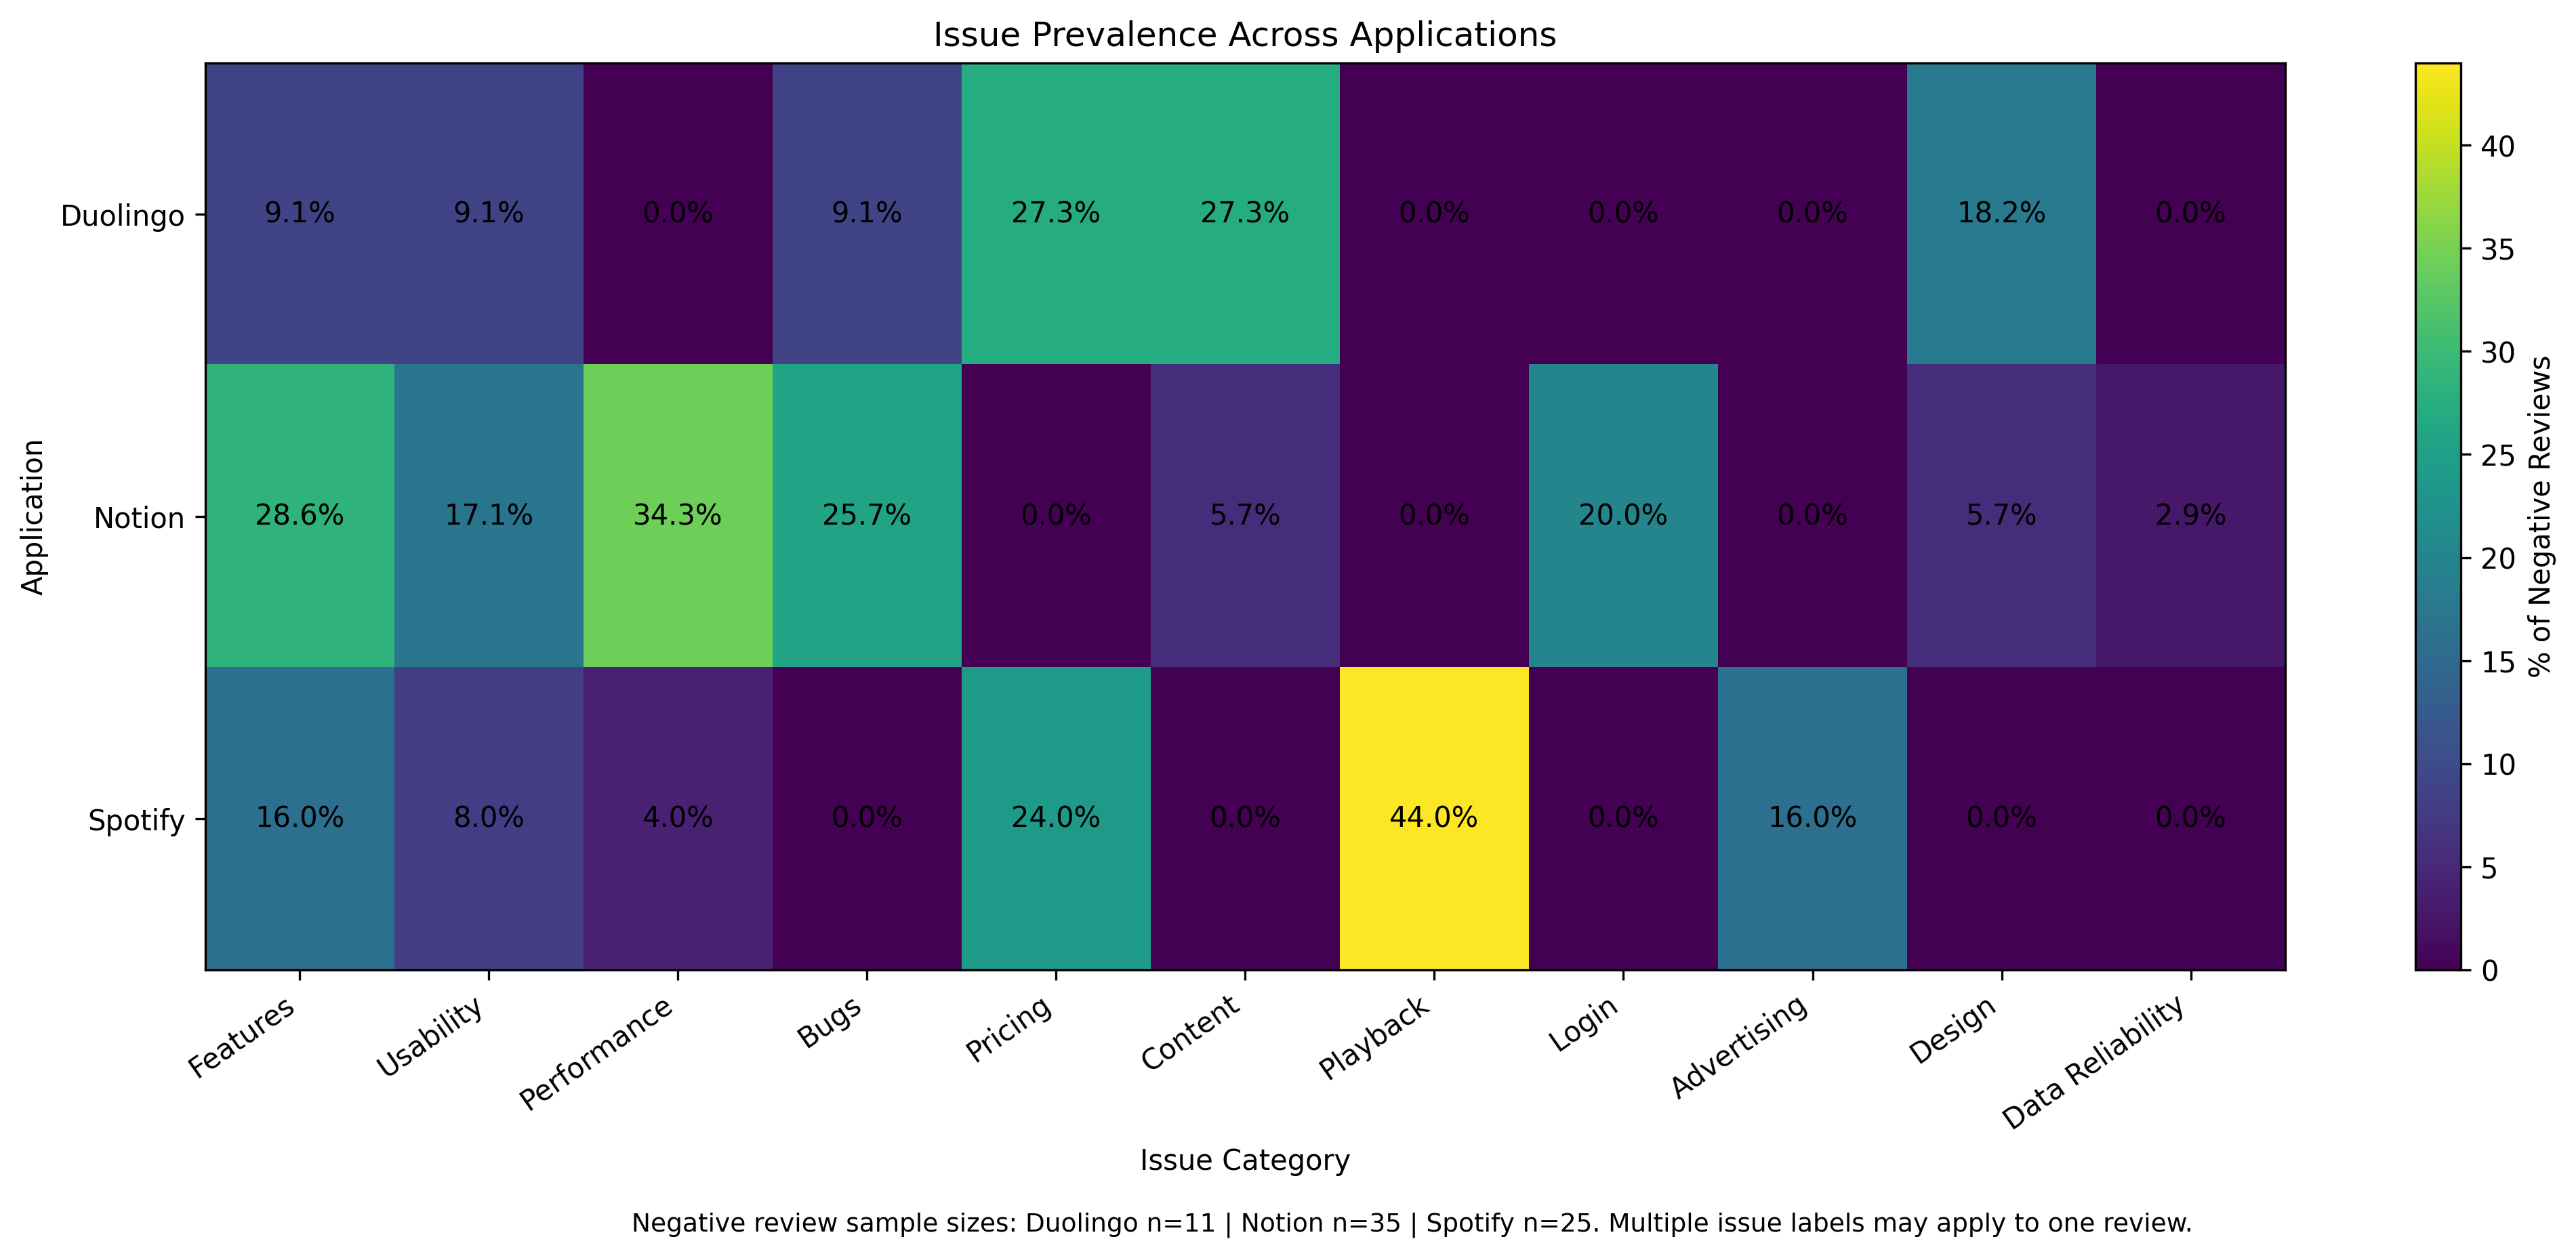 Issue Prevalence Across Applications
Application
Duolingo
9.1% 9.1% 0.0% 9.1% 27.3% 27.3% 0.0% 0.0% 0.0% 18.2% 0.0%
Notion
28.6% 17.1% 34.3% 25.7% 0.0% 5.7% 0.0% 20.0% 0.0% 5.7% 2.9%
Spotify
16.0% 8.0% 4.0% 0.0% 24.0% 0.0% 44.0% 0.0% 16.0% 0.0% 0.0%
Features
Usability
Performance
Bugs
Pricing
Content
Playback
Login
Advertising
Design
Data Reliability
Issue Category
40
35
30
25
20
15
10
5
0
% of Negative Reviews
Negative review sample sizes: Duolingo n=11 | Notion n=35 | Spotify n=25. Multiple issue labels may apply to one review.